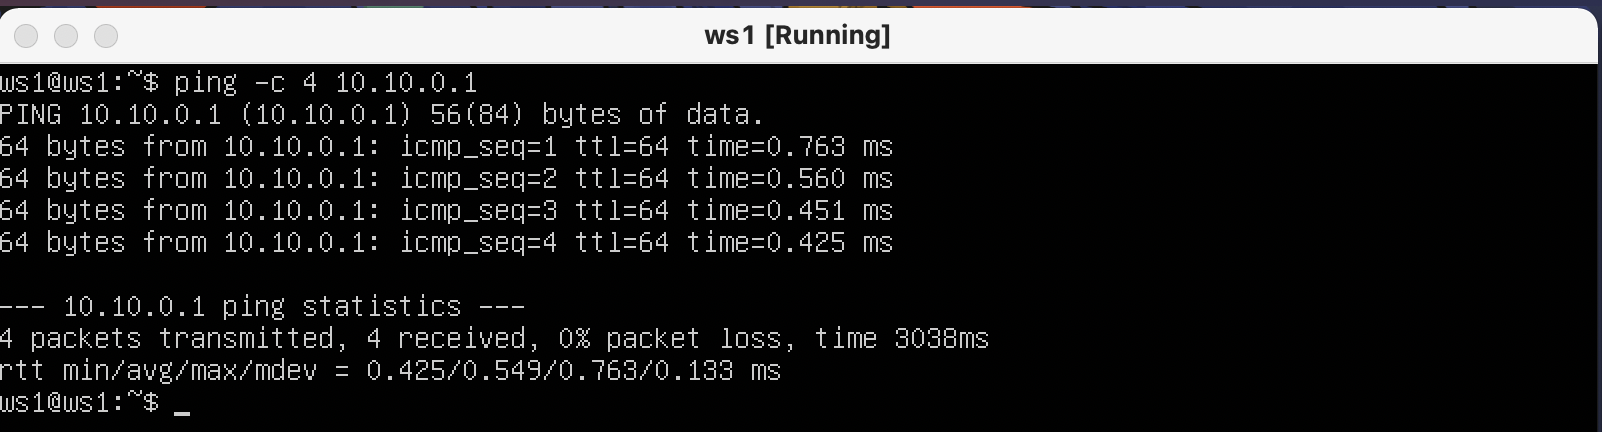 ws1 [Running]
ws1@ws1:~$ ping -c 4 10.10.0.1
PING 10.10.0.1 (10.10.0.1) 56(84) bytes of data.
64 bytes from 10.10.0.1: icmp_seq=1 ttl=64 time=0.763 ms
64 bytes from 10.10.0.1: icmp_seq=2 ttl=64 time=0.560 ms
64 bytes from 10.10.0.1: icmp_seq=3 ttl=64 time=0.451 ms
64 bytes from 10.10.0.1: icmp_seq=4 ttl=64 time=0.425 ms
--- 10.10.0.1 ping statistics ---
4 packets transmitted, 4 received, 0% packet loss, time 3038ms
rtt min/avg/max/mdev = 0.425/0.549/0.763/0.133 ms
ws1@ws1:~$ _